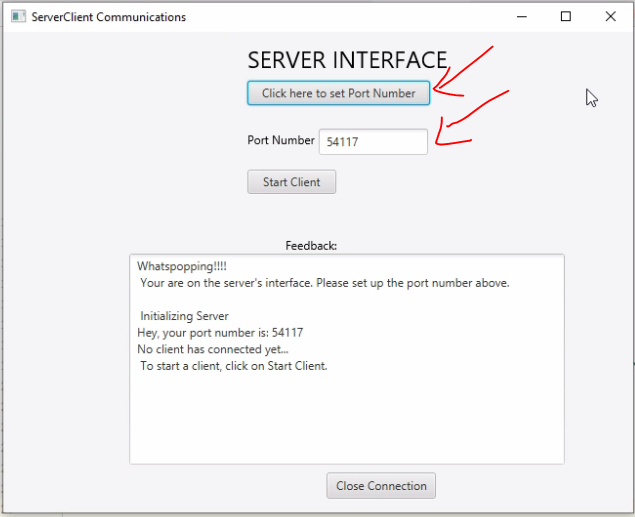 ServerClient Communications
SERVER INTERFACE
Click here to set Port Number
Port Number 54117
Start Client
Feedback:
Whatspopping!!!!
Your are on the server's interface. Please set up the port number above.
Initializing Server
Hey, your port number is: 54117
No client has connected yet...
To start a client, click on Start Client.
Close Connection